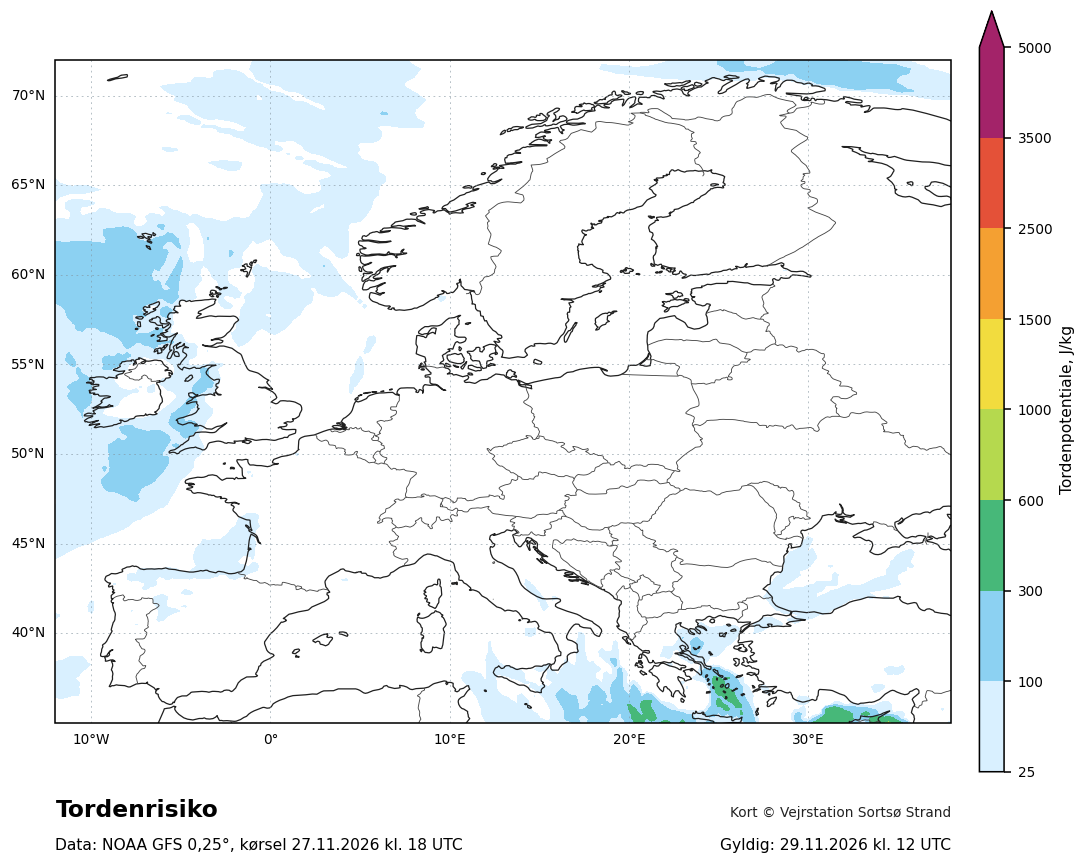 70°N
65°N
60°N
55°N
50°N
45°N
40°N
10°W
0°
10°E
20°E
30°E
5000
3500
2500
1500
1000
600
300
100
25
Tordenpotentiale, J/kg
Tordenrisiko
Kort © Vejrstation Sortsø Strand
Data: NOAA GFS 0,25°, kørsel 27.11.2026 kl. 18 UTC
Gyldig: 29.11.2026 kl. 12 UTC